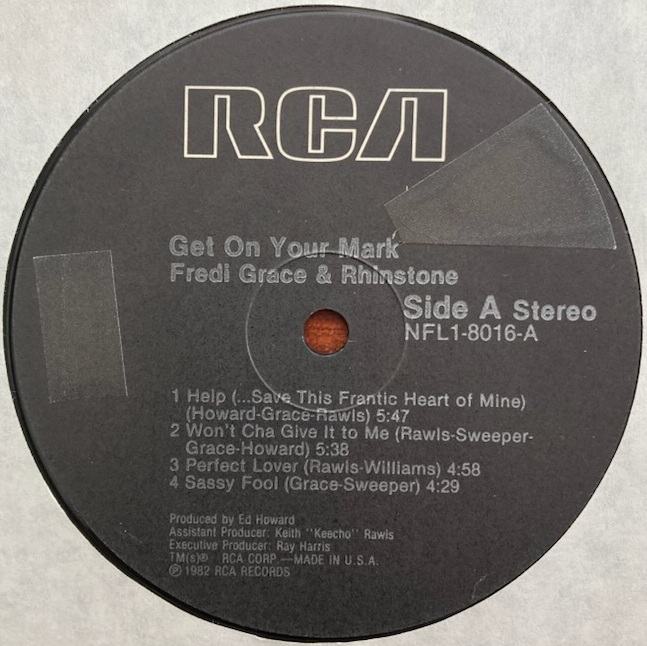 RCA
Get On Your Mark
Fredi Grace & Rhinstone
Side A Stereo
NFL1-8016-A
1 Help (...Save This Frantic Heart of Mine)
(Howard-Grace-Rawls) 5:47
2 Won't Cha Give It to Me (Rawls-Sweeper-
Grace-Howard) 5:38
3 Perfect Lover (Rawls-Williams) 4:58
4 Sassy Fool (Grace-Sweeper) 4:29
Produced by Ed Howard
Assistant Producer: Keith "Keecho" Rawls
Executive Producer: Ray Harris
TM(s)® RCA CORP.—MADE IN U.S.A.
℗ 1982 RCA RECORDS